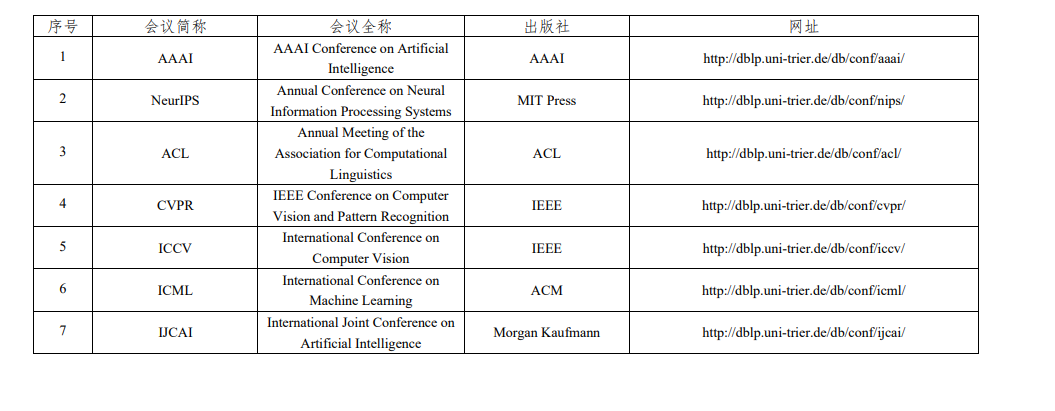 序号 会议简称 会议全称 出版社 网址
1 AAAI AAAI Conference on Artificial
Intelligence AAAI http://dblp.uni-trier.de/db/conf/aaai/
2 NeurIPS Annual Conference on Neural
Information Processing Systems MIT Press http://dblp.uni-trier.de/db/conf/nips/
3 ACL Annual Meeting of the
Association for Computational
Linguistics ACL http://dblp.uni-trier.de/db/conf/acl/
4 CVPR IEEE Conference on Computer
Vision and Pattern Recognition IEEE http://dblp.uni-trier.de/db/conf/cvpr/
5 ICCV International Conference on
Computer Vision IEEE http://dblp.uni-trier.de/db/conf/iccv/
6 ICML International Conference on
Machine Learning ACM http://dblp.uni-trier.de/db/conf/icml/
7 IJCAI International Joint Conference on
Artificial Intelligence Morgan Kaufmann http://dblp.uni-trier.de/db/conf/ijcai/